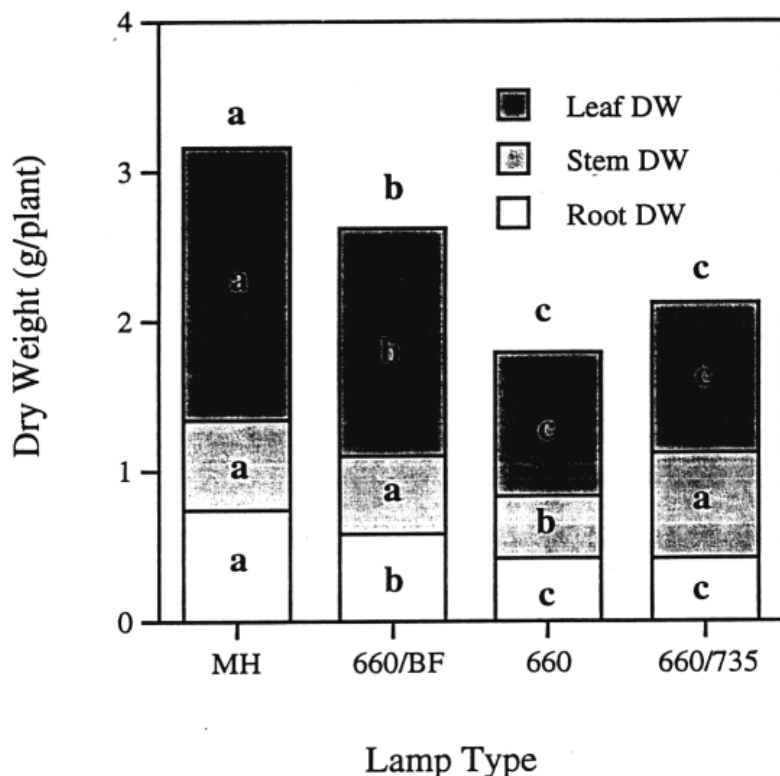 4
3
2
1
0
Dry Weight (g/plant)
Leaf DW
Stem DW
Root DW
a
a
a
a
b
b
a
b
c
c
b
c
c
c
a
c
MH 660/BF 660 660/735
Lamp Type